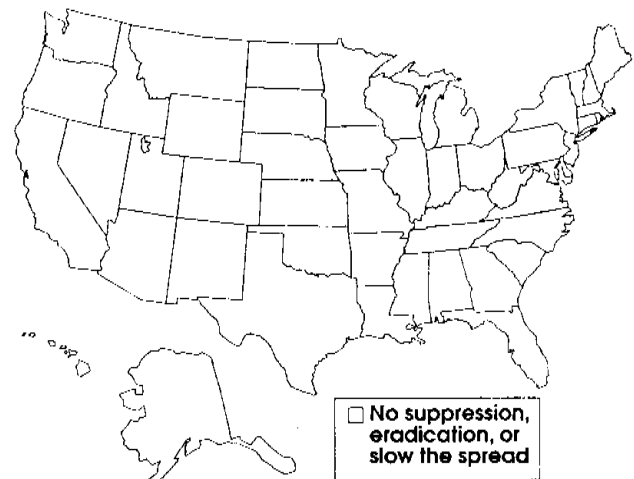 No suppression,
eradication, or
slow the spread